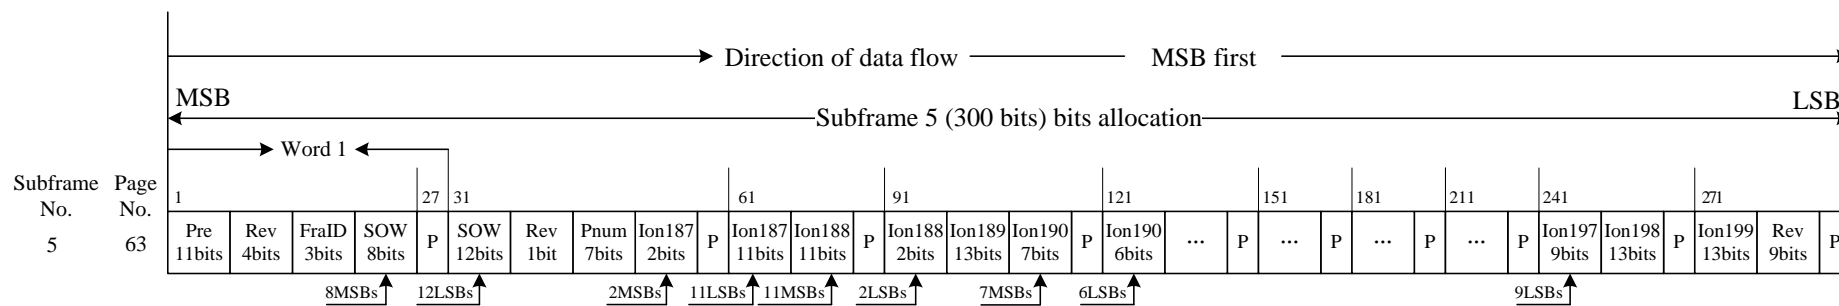 Direction of data flow MSB first
MSB LSB
Subframe 5 (300 bits) bits allocation
Word 1
Subframe No. Page No.
1 27 31 61 91 121 151 181 211 241 271
5 63
Pre 11bits
Rev 4bits
FraID 3bits
SOW 8bits
P
SOW 12bits
Rev 1bit
Pnum 7bits
Ion187 2bits
P
Ion187 11bits
Ion188 11bits
P
Ion188 2bits
Ion189 13bits
Ion190 7bits
P
Ion190 6bits
...
P
...
P
...
P
...
P
Ion197 9bits
Ion198 13bits
P
Ion199 13bits
Rev 9bits
P
8MSBs 12LSBs 2MSBs 11LSBs 11MSBs 2LSBs 7MSBs 6LSBs 9LSBs